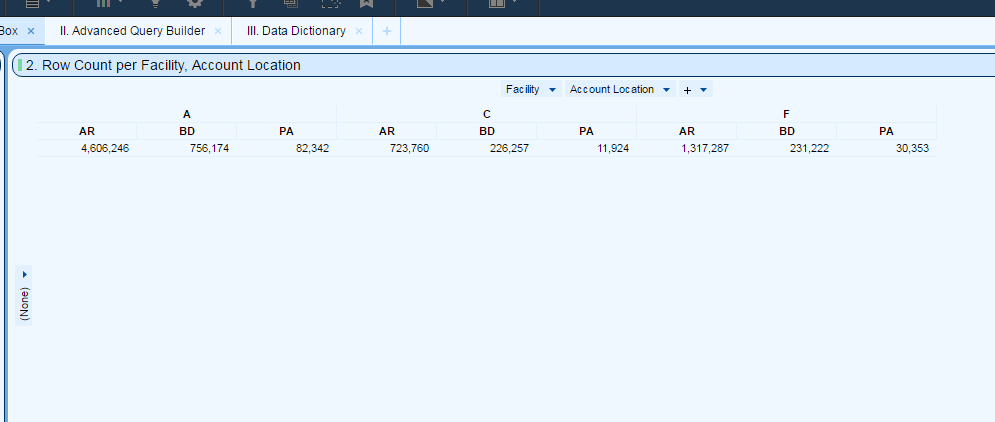 Box × II. Advanced Query Builder × III. Data Dictionary × +
2. Row Count per Facility, Account Location
Facility Account Location +
A C F
AR BD PA AR BD PA AR BD PA
4,606,246 756,174 82,342 723,760 226,257 11,924 1,317,287 231,222 30,353
(None)